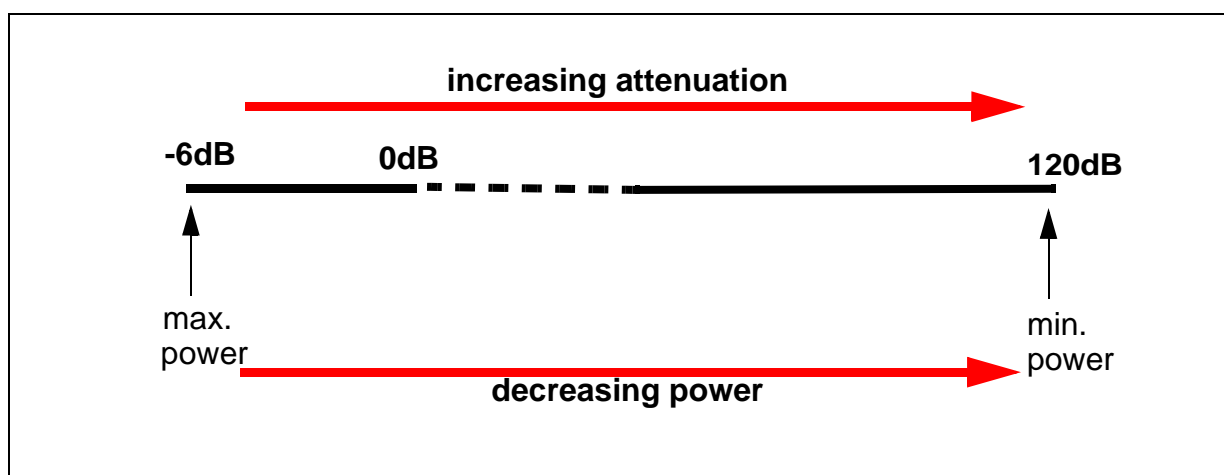 increasing attenuation
-6dB
0dB
120dB
max.
power
min.
power
decreasing power